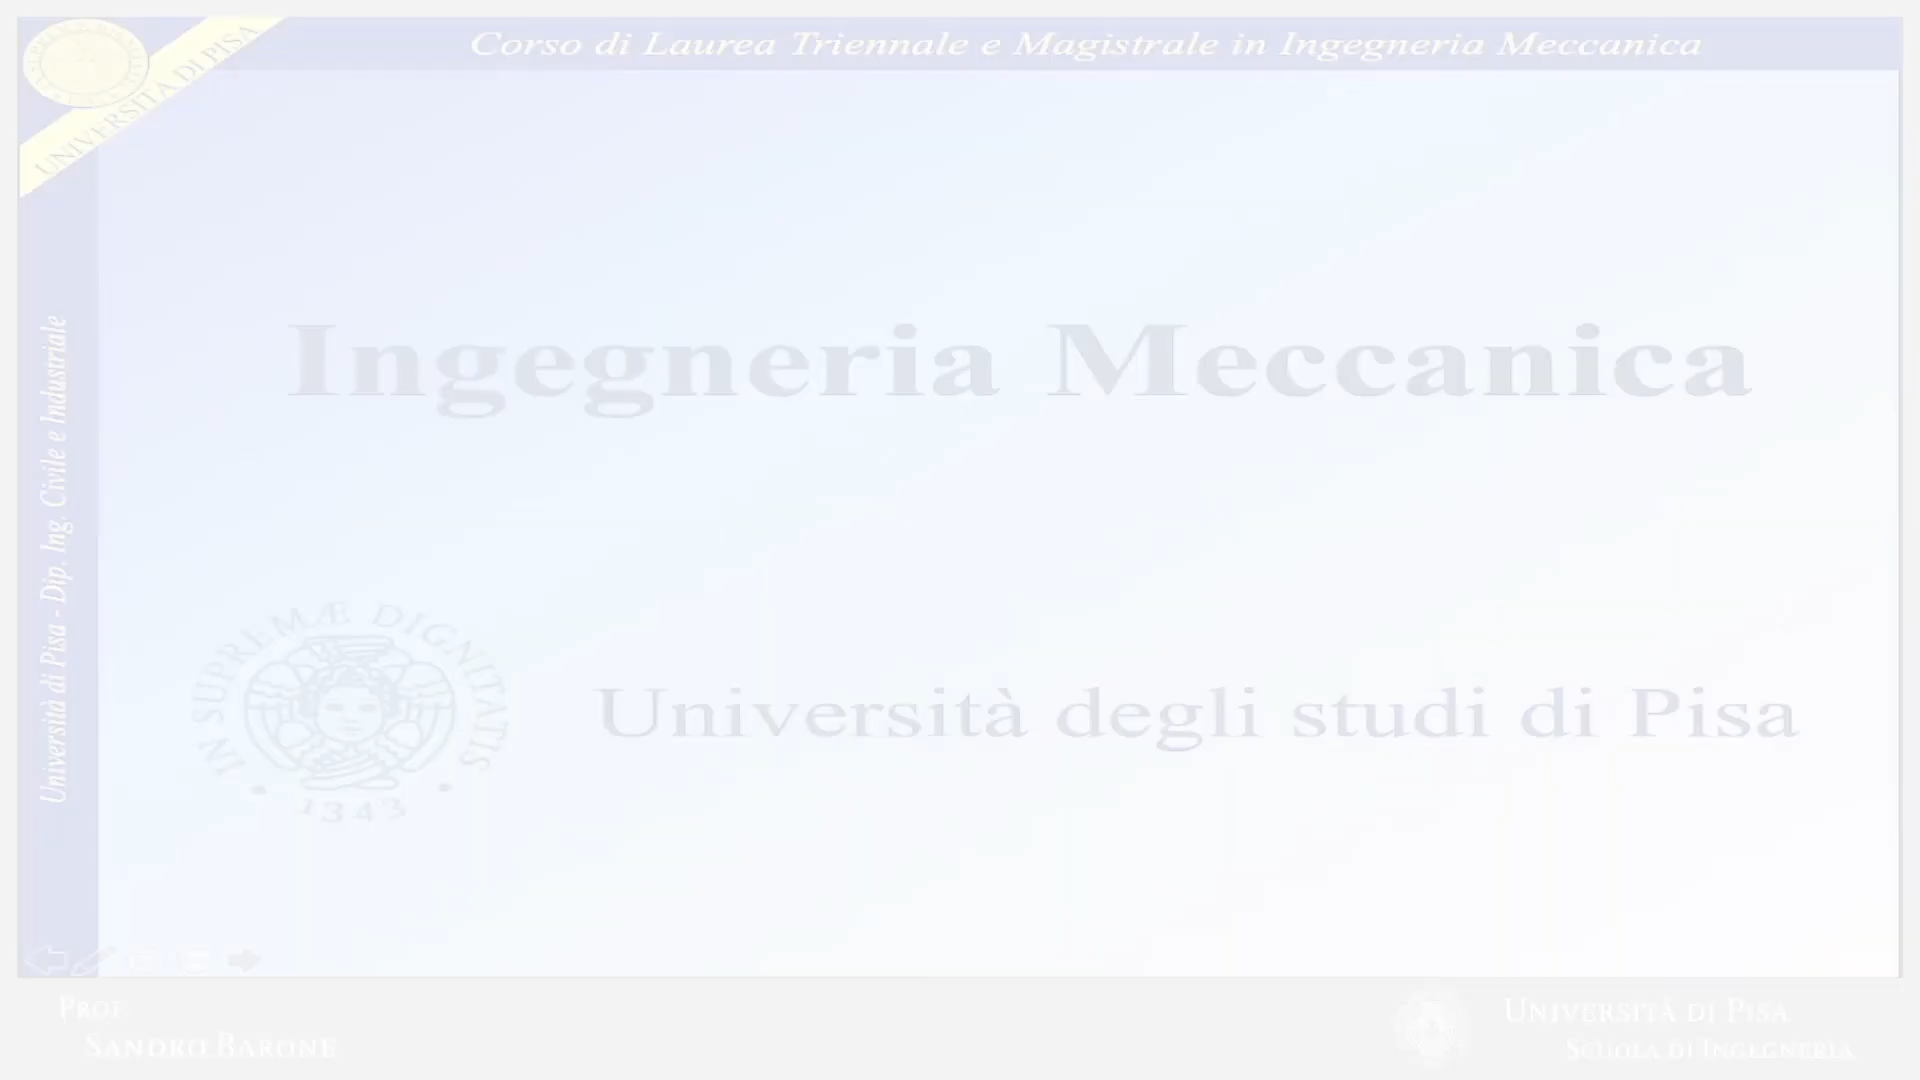 Corso di Laurea Triennale e Magistrale in Ingegneria Meccanica
UNIVERSITÀ DI PISA
Università di Pisa - Dip. Ing. Civile e Industriale
Ingegneria Meccanica
IN SUPREMÆ DIGNITATIS
1343
Università degli studi di Pisa
PROF
SANDRO BARONE
UNIVERSITÀ DI PISA
SCUOLA DI INGEGNERIA